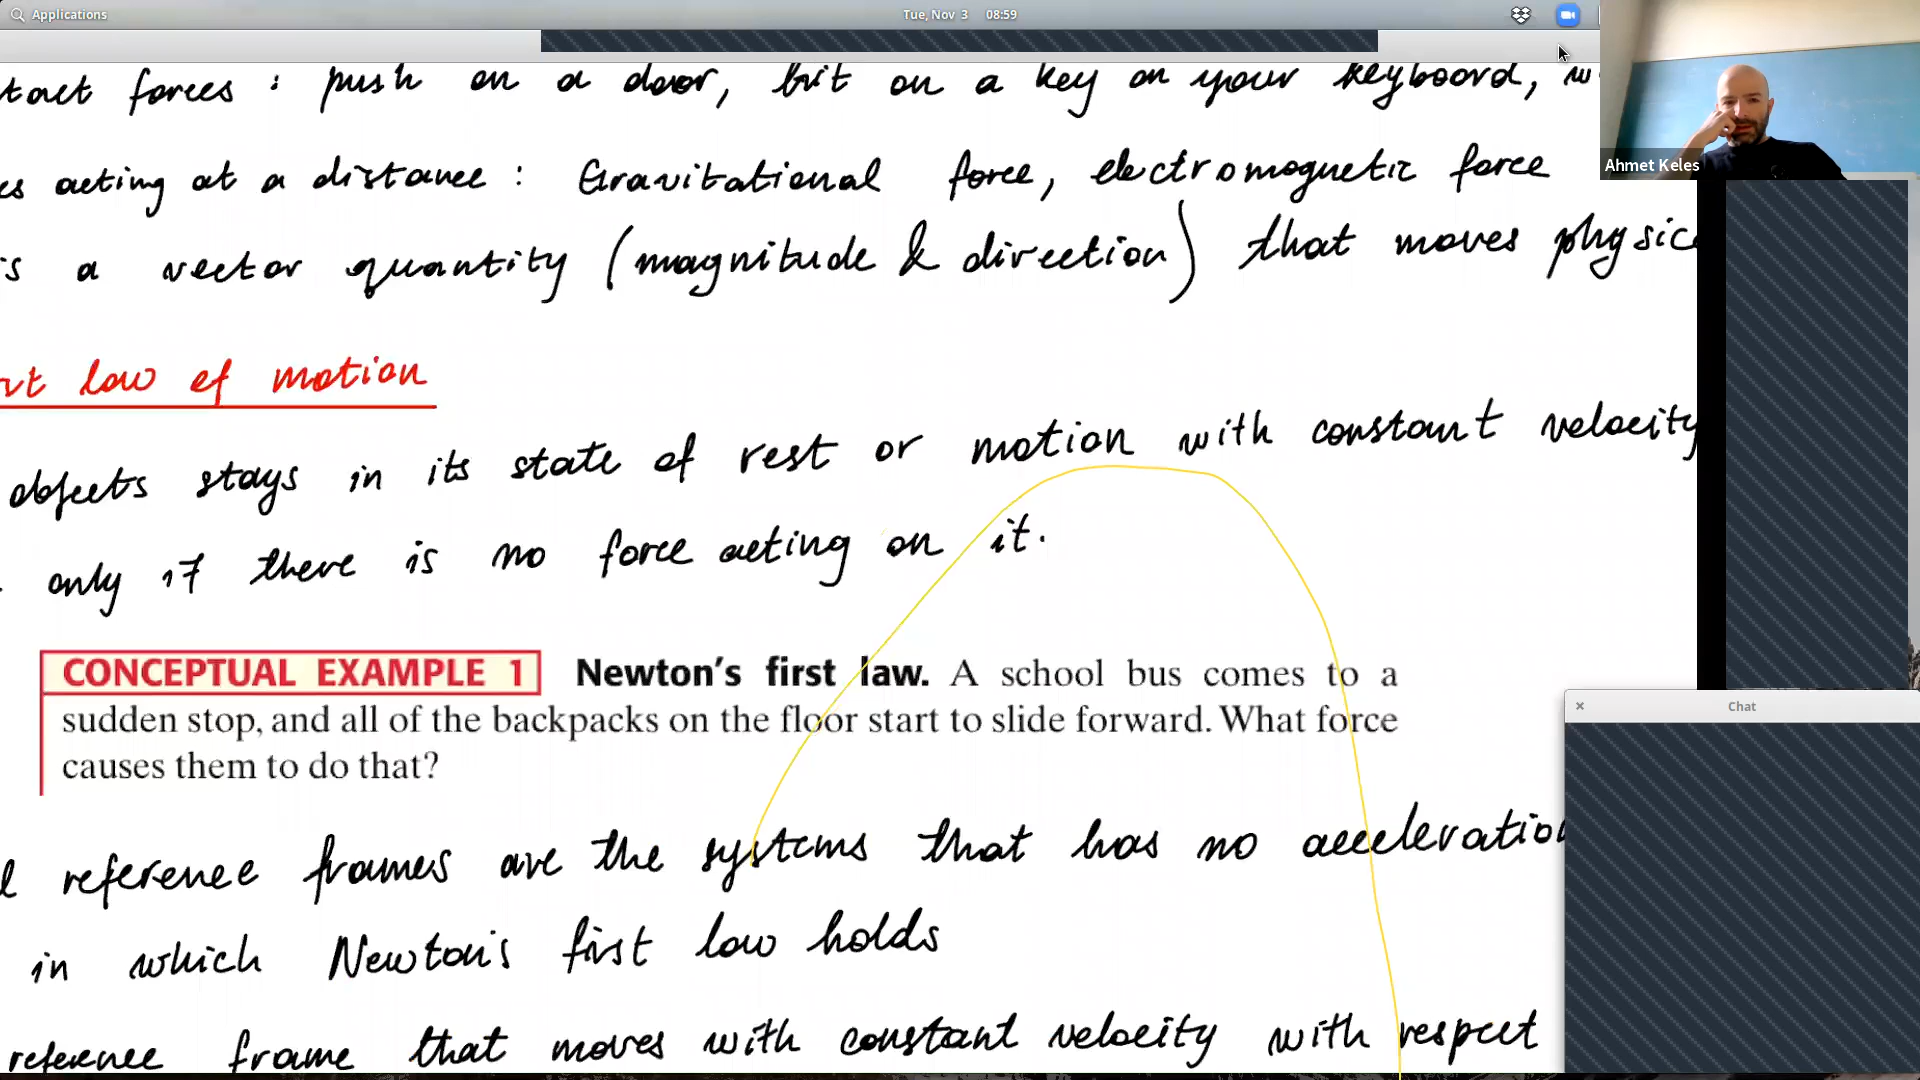 Applications
Tue, Nov 3 08:59
tact forces : push on a door, hit on a key on your keyboard, w
Ahmet Keles
es acting at a distance : Gravitational force, electromagnetic force
is a vector quantity (magnitude & direction) that moves physic
rst law of motion
objects stays in its state of rest or motion with constant velocity
only if there is no force acting on it.
CONCEPTUAL EXAMPLE 1 Newton's first law. A school bus comes to a
sudden stop, and all of the backpacks on the floor start to slide forward. What force
causes them to do that?
Chat
l reference frames are the systems that has no acceleration
in which Newton's first law holds
reference frame that moves with constant velocity with respect